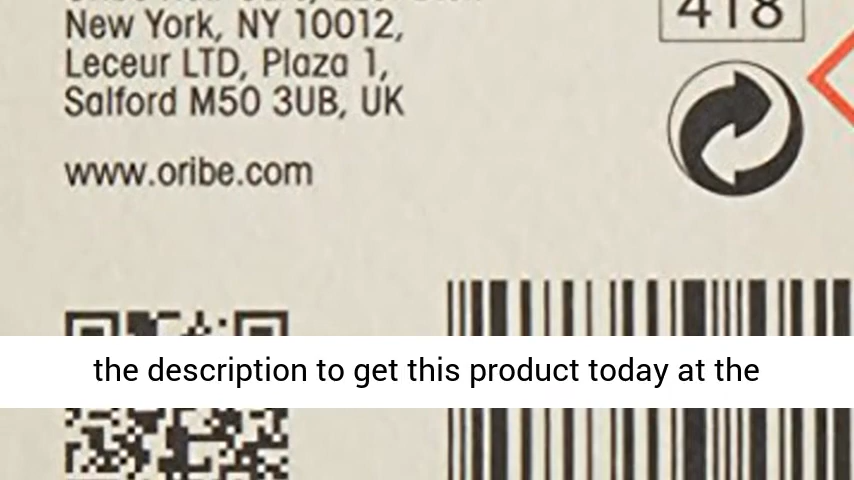 New York, NY 10012,
Leceur LTD, Plaza 1,
Salford M50 3UB, UK
www.oribe.com
418
the description to get this product today at the